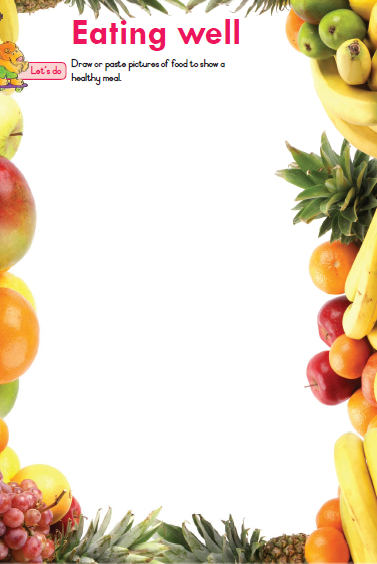 Eating well
Let's do
Draw or paste pictures of food to show a
healthy meal.